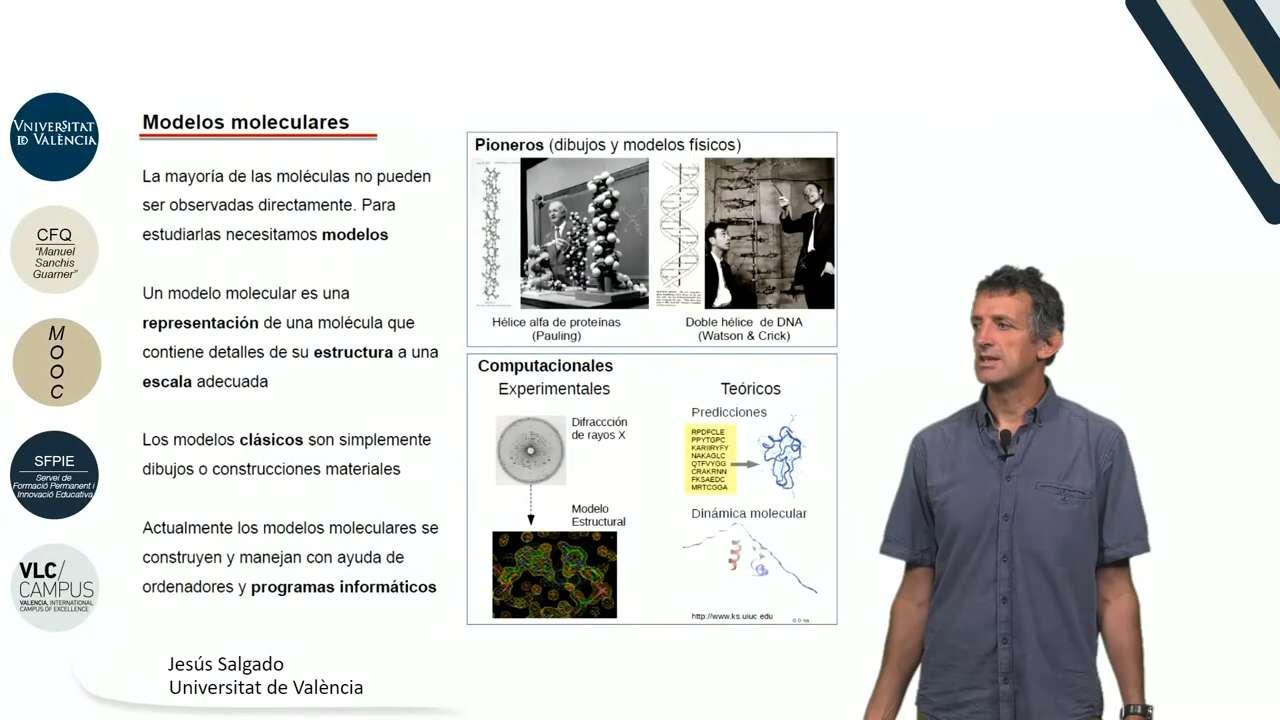 VNIVERSITAT
D VALÈNCIA
CFQ
"Manuel
Sanchis
Guarner"
M
O
O
C
SFPIE
Servei de
Formació Permanent i
Innovació Educativa
VLC/
CAMPUS
VALENCIA, INTERNATIONAL
CAMPUS OF EXCELLENCE
Modelos moleculares
La mayoría de las moléculas no pueden
ser observadas directamente. Para
estudiarlas necesitamos modelos
Un modelo molecular es una
representación de una molécula que
contiene detalles de su estructura a una
escala adecuada
Los modelos clásicos son simplemente
dibujos o construcciones materiales
Actualmente los modelos moleculares se
construyen y manejan con ayuda de
ordenadores y programas informáticos
Pioneros (dibujos y modelos físicos)
Hélice alfa de proteínas
(Pauling)
Doble hélice de DNA
(Watson & Crick)
Computacionales
Experimentales
Difraccción
de rayos X
Modelo
Estructural
Teóricos
Predicciones
RPDFCLE
PPYTGPC
KARIIRYFY
NAKAGLC
QTFVYGG
CRAKRNN
FKSAEDC
MRTCGGA
Dinámica molecular
http://www.ks.uiuc.edu
0.0 ns
Jesús Salgado
Universitat de València